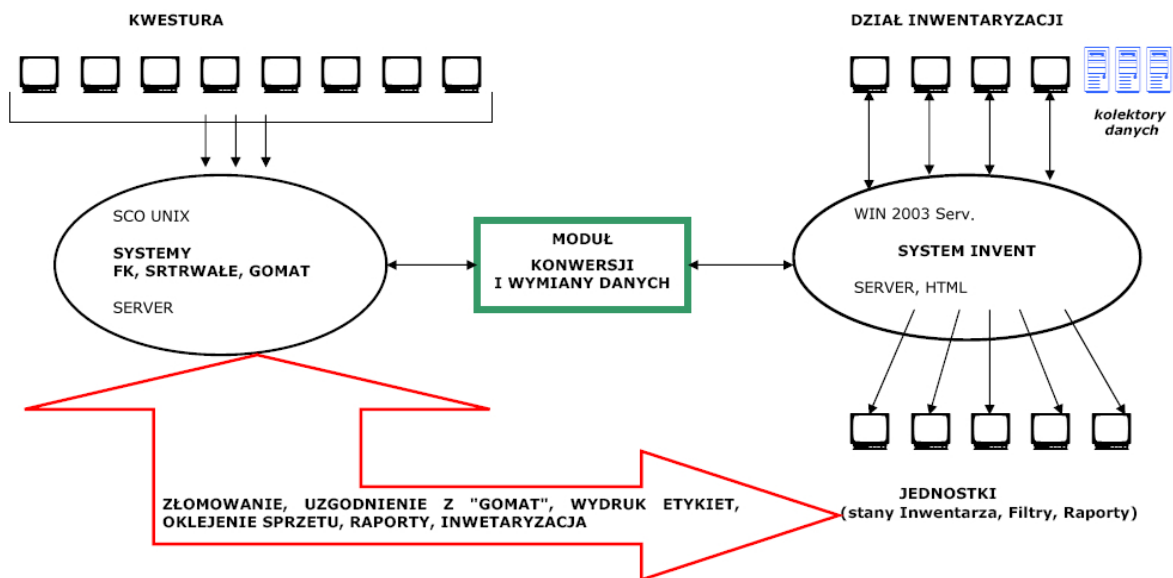 KWESTURA
DZIAŁ INWENTARYZACJI
kolektory
danych
SCO UNIX
SYSTEMY
FK, SRTRWAŁE, GOMAT
SERVER
MODUŁ
KONWERSJI
I WYMIANY DANYCH
WIN 2003 Serv.
SYSTEM INVENT
SERVER, HTML
ZŁOMOWANIE, UZGODNIENIE Z "GOMAT", WYDRUK ETYKIET,
OKLEJENIE SPRZETU, RAPORTY, INWETARYZACJA
JEDNOSTKI
(stany Inwentarza, Filtry, Raporty)